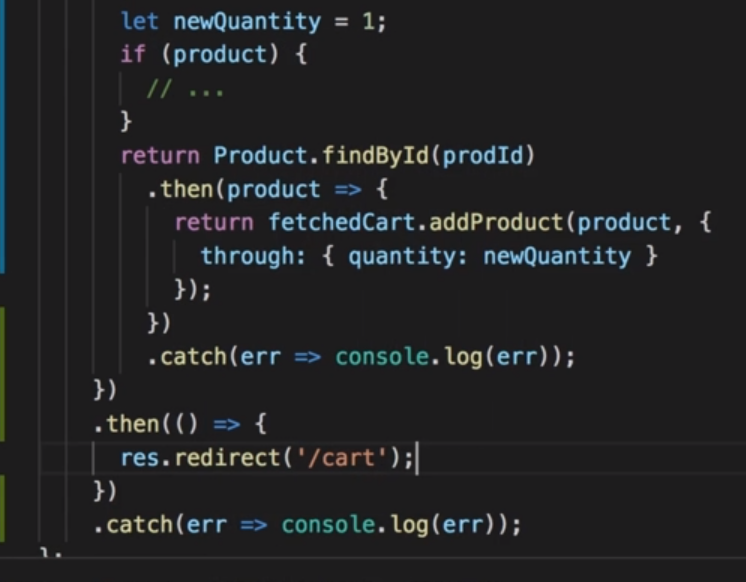 let newQuantity = 1;
if (product) {
// ...
}
return Product.findById(prodId)
.then(product => {
return fetchedCart.addProduct(product, {
through: { quantity: newQuantity }
});
})
.catch(err => console.log(err));
})
.then(() => {
res.redirect('/cart');
})
.catch(err => console.log(err));
};